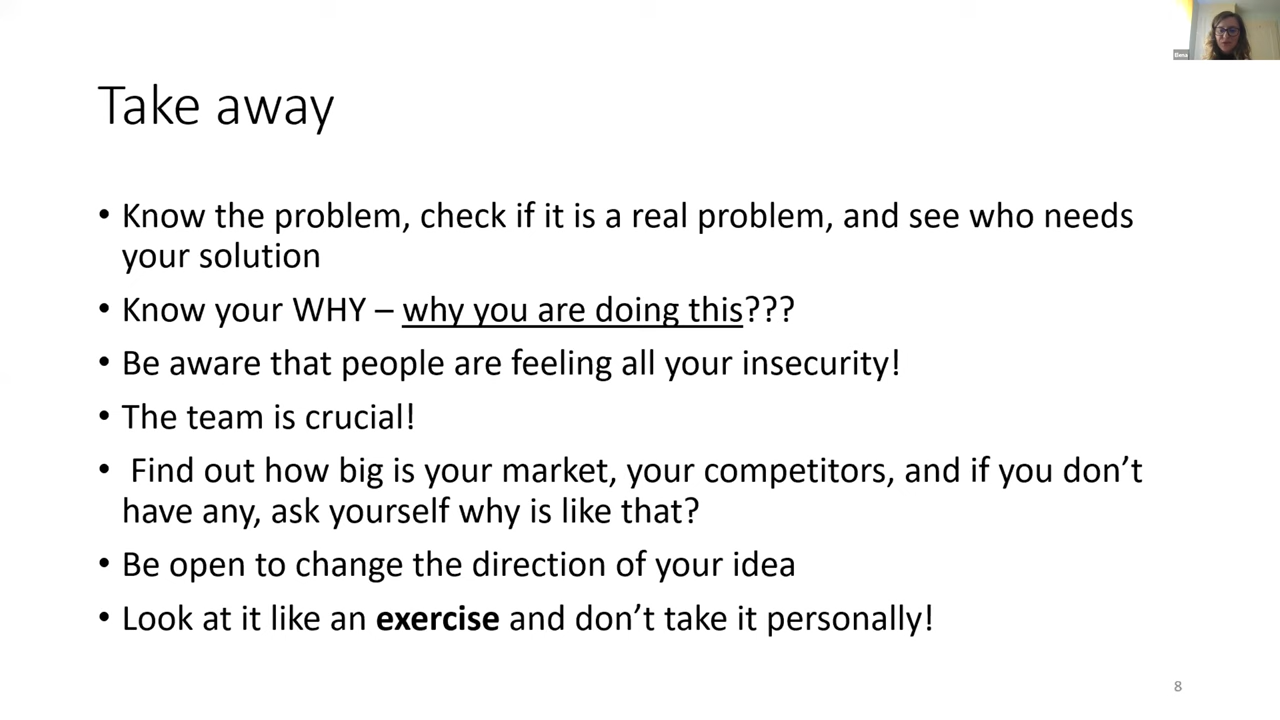 Elena
Take away
• Know the problem, check if it is a real problem, and see who needs
your solution
• Know your WHY – why you are doing this???
• Be aware that people are feeling all your insecurity!
• The team is crucial!
• Find out how big is your market, your competitors, and if you don’t
have any, ask yourself why is like that?
• Be open to change the direction of your idea
• Look at it like an exercise and don’t take it personally!
8